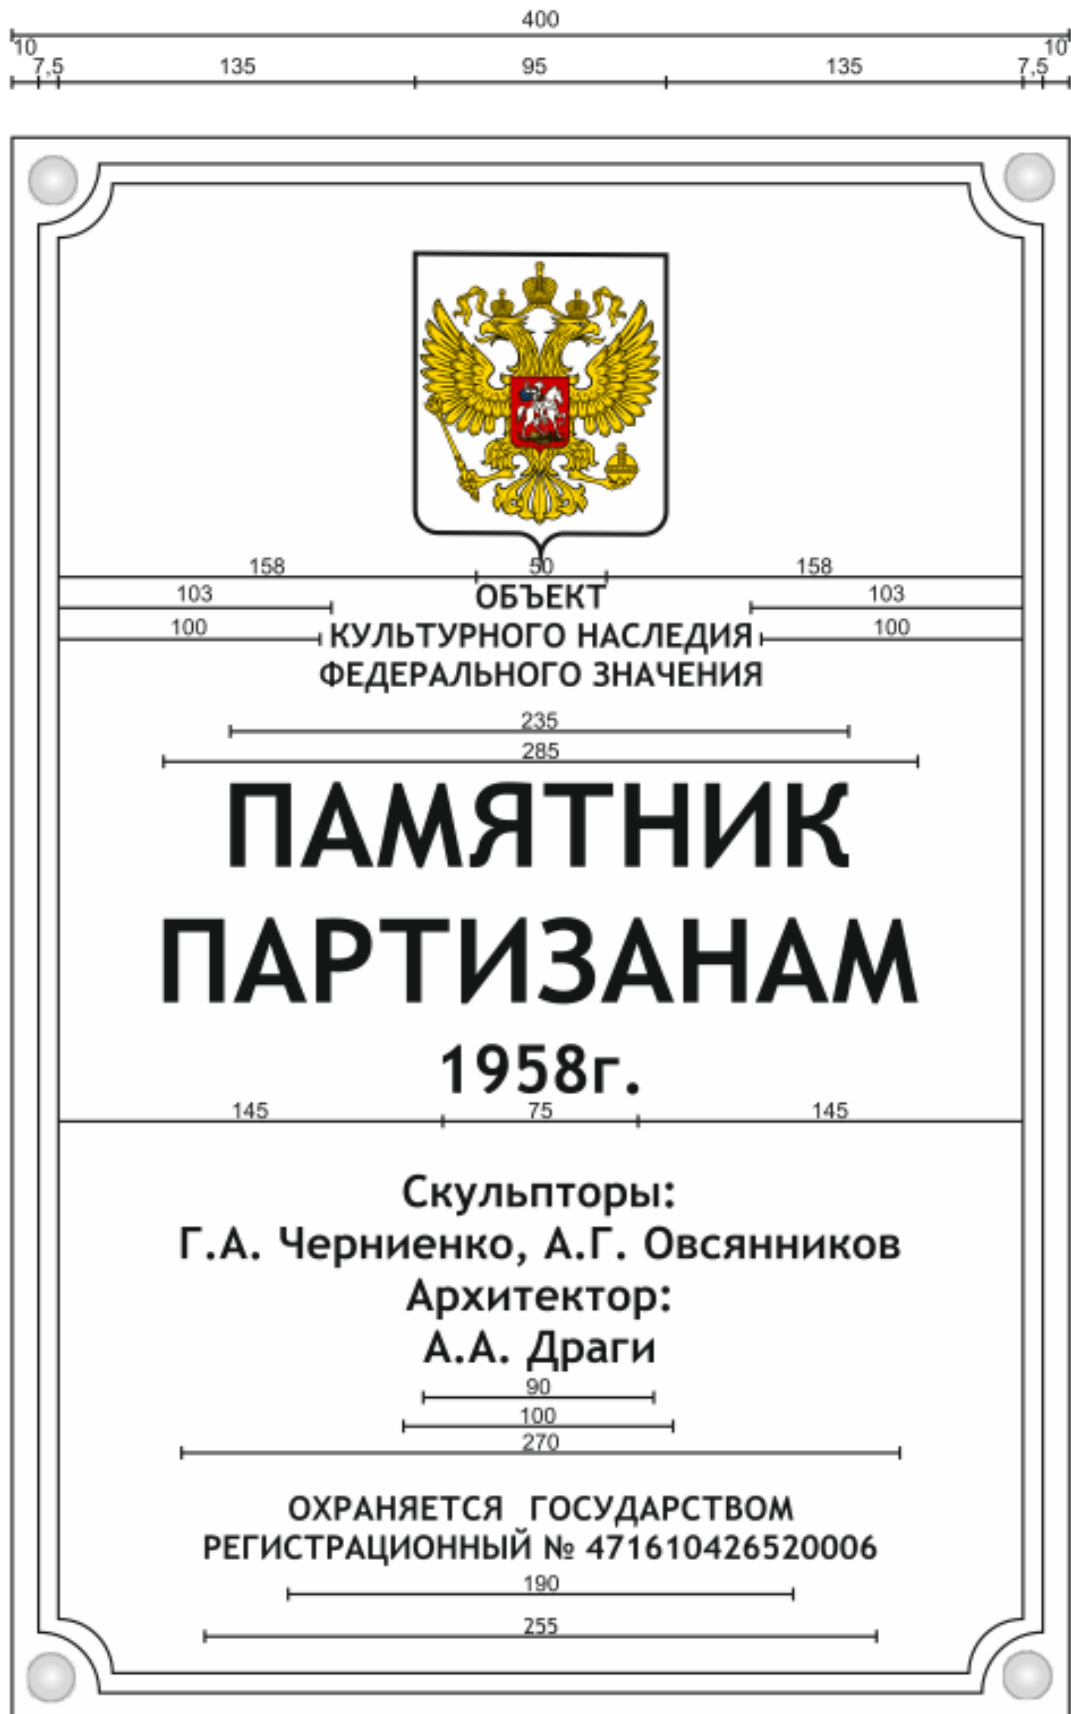 400
10 10
7,5 135 95 135 7,5
158 50 158
103 ОБЪЕКТ 103
100 КУЛЬТУРНОГО НАСЛЕДИЯ 100
ФЕДЕРАЛЬНОГО ЗНАЧЕНИЯ
235
285
ПАМЯТНИК
ПАРТИЗАНАМ
1958г.
145 75 145
Скульпторы:
Г.А. Черниенко, А.Г. Овсянников
Архитектор:
А.А. Драги
90
100
270
ОХРАНЯЕТСЯ ГОСУДАРСТВОМ
РЕГИСТРАЦИОННЫЙ № 471610426520006
190
255